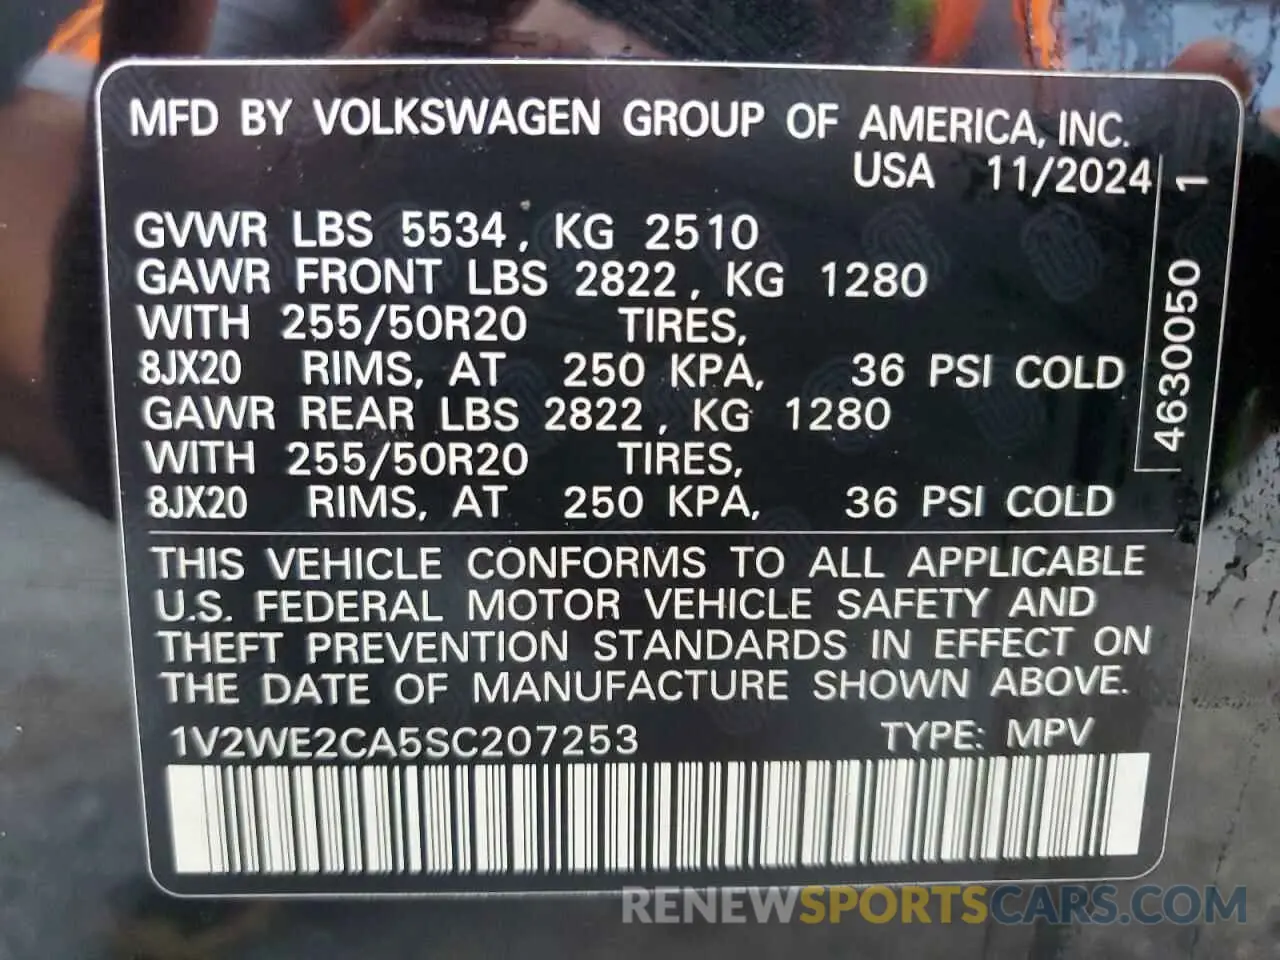 MFD BY VOLKSWAGEN GROUP OF AMERICA, INC.
USA 11/2024
GVWR LBS 5534, KG 2510
GAWR FRONT LBS 2822, KG 1280
WITH 255/50R20 TIRES,
8JX20 RIMS, AT 250 KPA, 36 PSI COLD
GAWR REAR LBS 2822, KG 1280
WITH 255/50R20 TIRES,
8JX20 RIMS, AT 250 KPA, 36 PSI COLD
4630050 1
THIS VEHICLE CONFORMS TO ALL APPLICABLE
U.S. FEDERAL MOTOR VEHICLE SAFETY AND
THEFT PREVENTION STANDARDS IN EFFECT ON
THE DATE OF MANUFACTURE SHOWN ABOVE.
1V2WE2CA5SC207253 TYPE: MPV
RENEWSPORTSCARS.COM